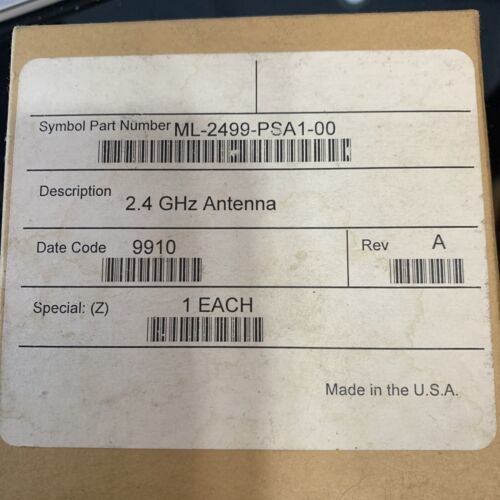 Symbol Part Number ML-2499-PSA1-00
Description 2.4 GHz Antenna
Date Code 9910 Rev A
Special: (Z) 1 EACH
Made in the U.S.A.